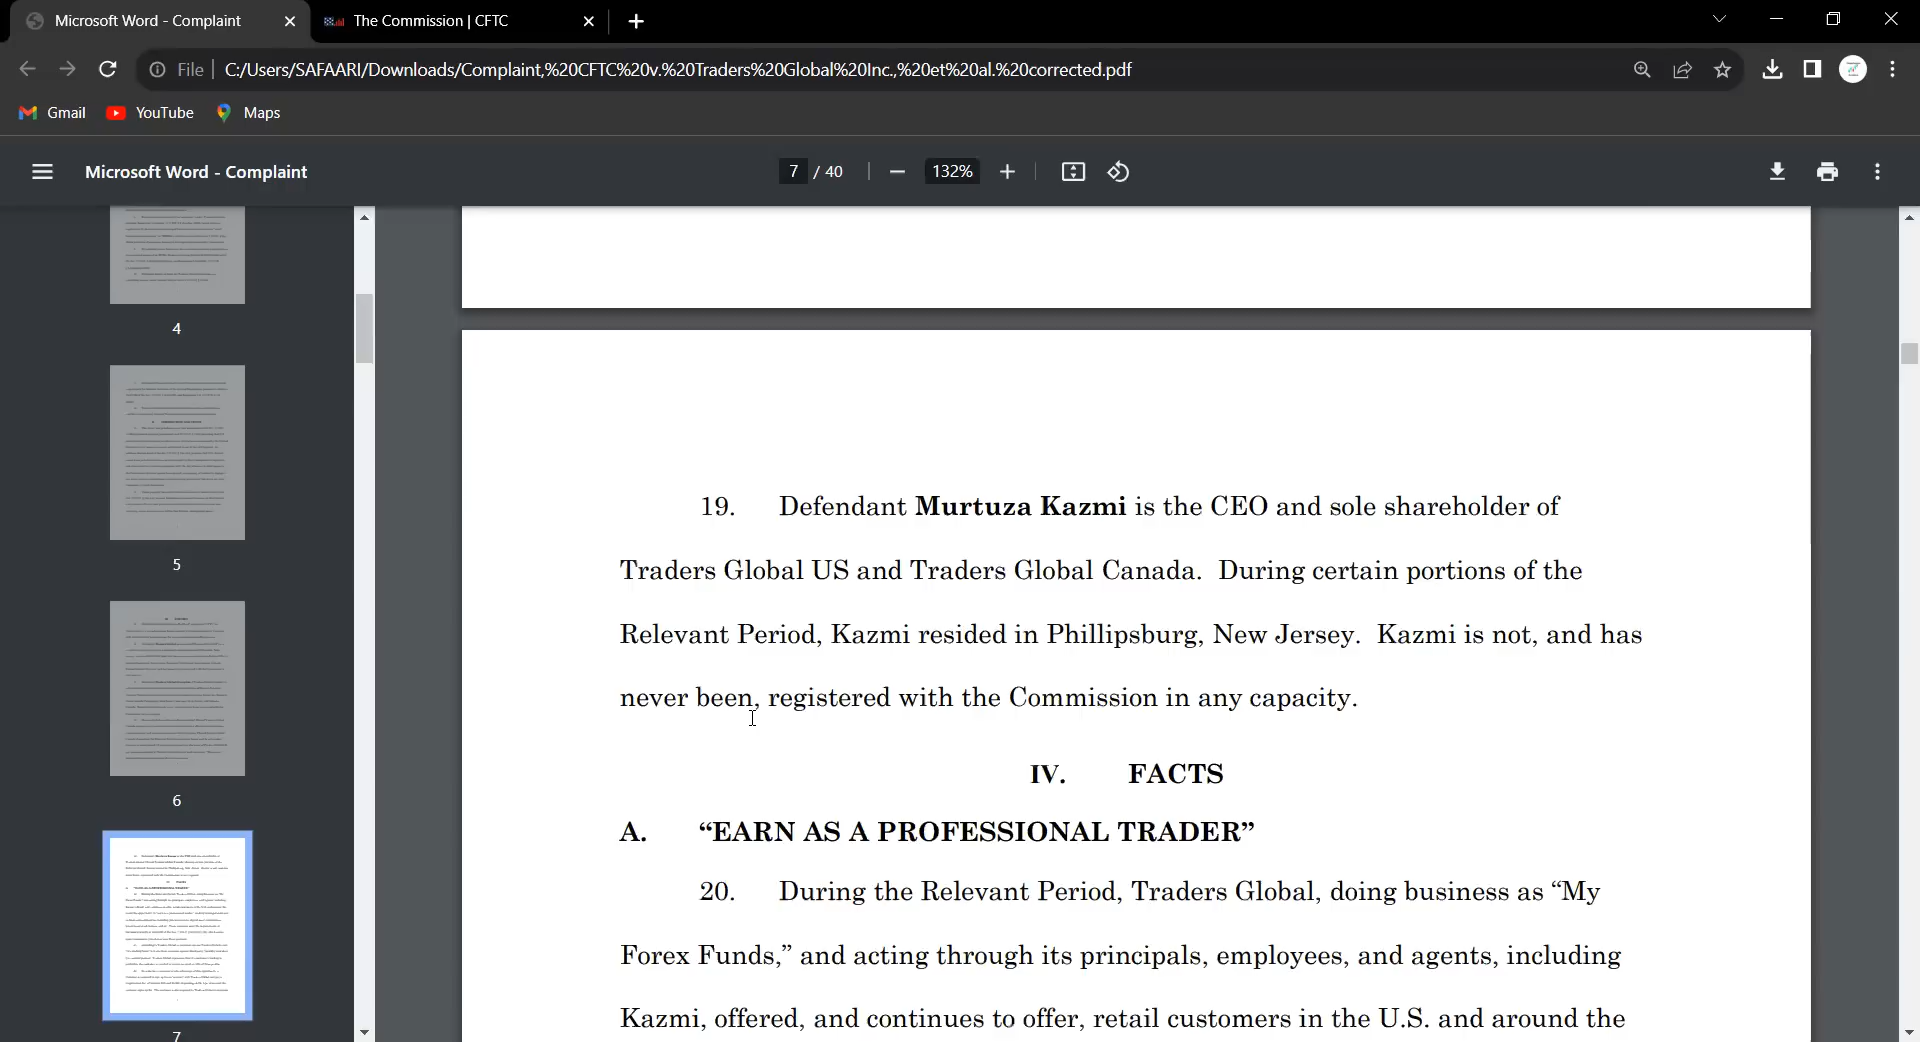 Microsoft Word - Complaint
The Commission | CFTC
File
C:/Users/SAFAARI/Downloads/Complaint,%20CFTC%20v.%20Traders%20Global%20Inc.,%20et%20al.%20corrected.pdf
Gmail
YouTube
Maps
Microsoft Word - Complaint
7 / 40
132%
4
5
6
7
19. Defendant Murtuza Kazmi is the CEO and sole shareholder of
Traders Global US and Traders Global Canada. During certain portions of the
Relevant Period, Kazmi resided in Phillipsburg, New Jersey. Kazmi is not, and has
never been, registered with the Commission in any capacity.
IV. FACTS
A. “EARN AS A PROFESSIONAL TRADER”
20. During the Relevant Period, Traders Global, doing business as “My
Forex Funds,” and acting through its principals, employees, and agents, including
Kazmi, offered, and continues to offer, retail customers in the U.S. and around the